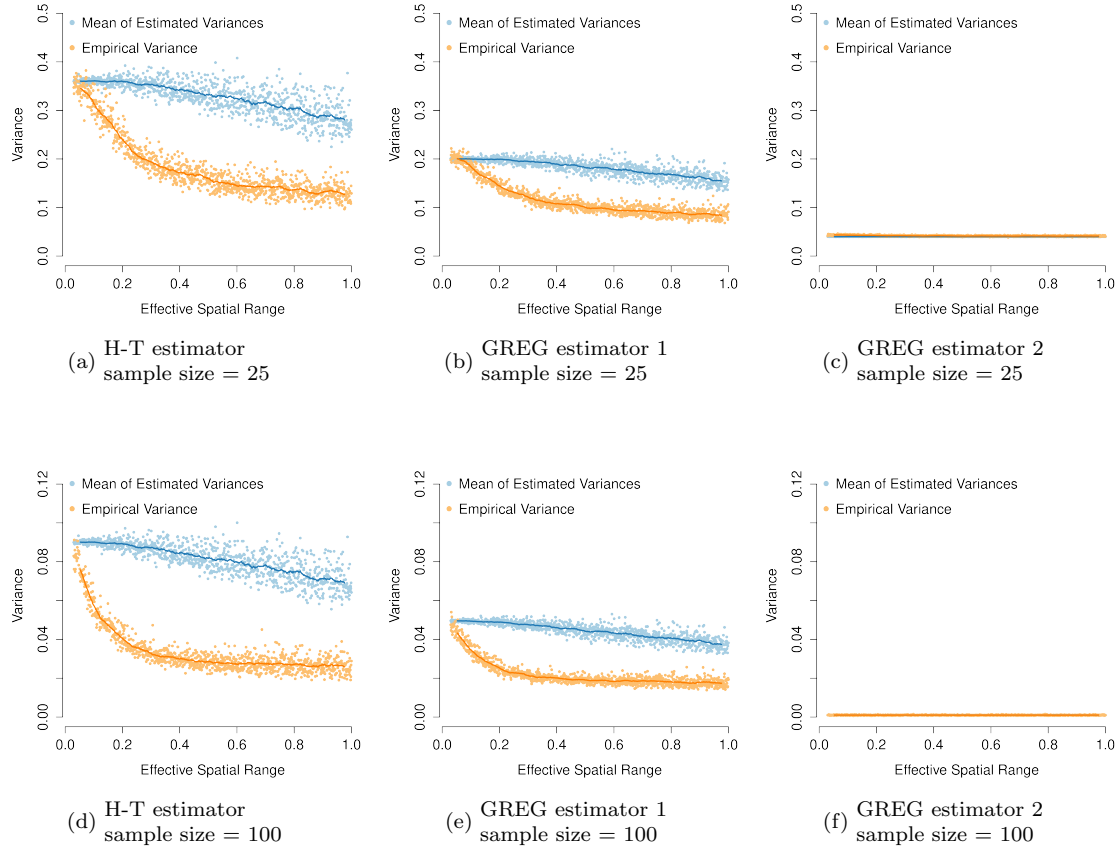 Mean of Estimated Variances
Empirical Variance
Variance
0.0 0.1 0.2 0.3 0.4 0.5
0.0 0.2 0.4 0.6 0.8 1.0
Effective Spatial Range
(a) H-T estimator
sample size = 25
Mean of Estimated Variances
Empirical Variance
Variance
0.0 0.1 0.2 0.3 0.4 0.5
0.0 0.2 0.4 0.6 0.8 1.0
Effective Spatial Range
(b) GREG estimator 1
sample size = 25
Mean of Estimated Variances
Empirical Variance
Variance
0.0 0.1 0.2 0.3 0.4 0.5
0.0 0.2 0.4 0.6 0.8 1.0
Effective Spatial Range
(c) GREG estimator 2
sample size = 25
Mean of Estimated Variances
Empirical Variance
Variance
0.00 0.04 0.08 0.12
0.0 0.2 0.4 0.6 0.8 1.0
Effective Spatial Range
(d) H-T estimator
sample size = 100
Mean of Estimated Variances
Empirical Variance
Variance
0.00 0.04 0.08 0.12
0.0 0.2 0.4 0.6 0.8 1.0
Effective Spatial Range
(e) GREG estimator 1
sample size = 100
Mean of Estimated Variances
Empirical Variance
Variance
0.00 0.04 0.08 0.12
0.0 0.2 0.4 0.6 0.8 1.0
Effective Spatial Range
(f) GREG estimator 2
sample size = 100